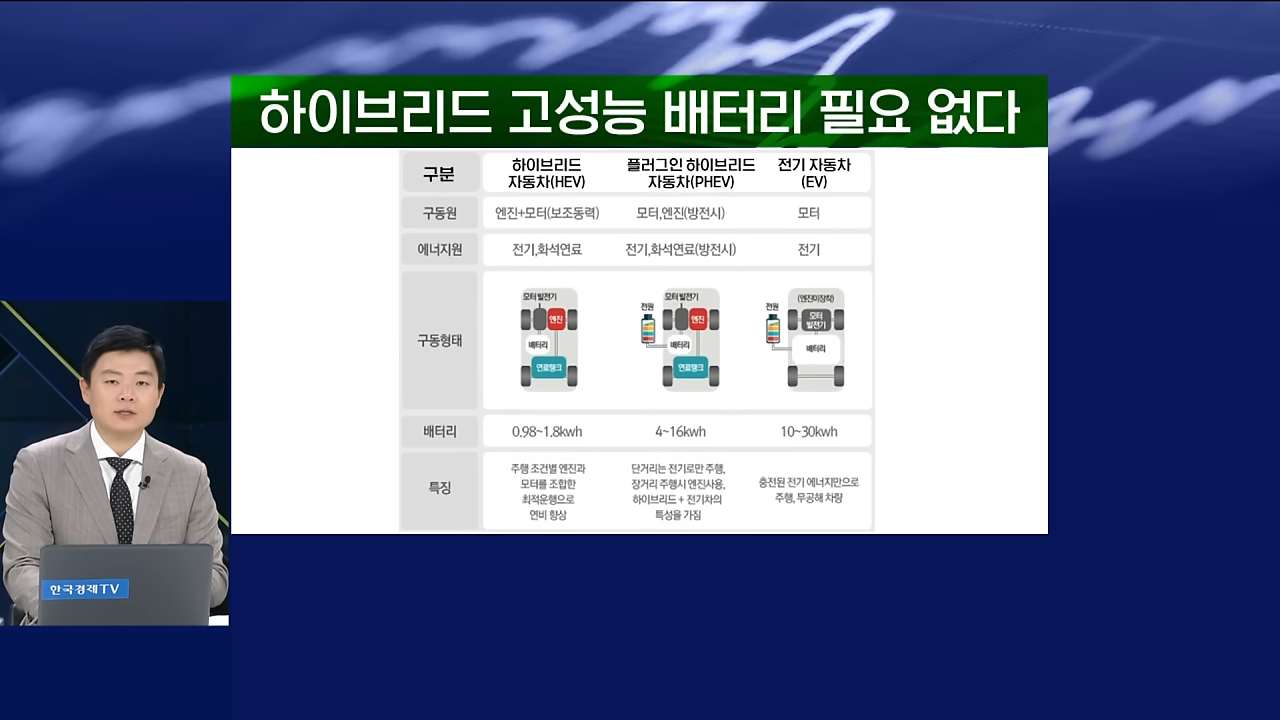 하이브리드 고성능 배터리 필요 없다
구분
하이브리드
자동차(HEV)
플러그인 하이브리드
자동차(PHEV)
전기 자동차
(EV)
구동원
엔진+모터(보조동력)
모터,엔진(방전시)
모터
에너지원
전기,화석연료
전기,화석연료(방전시)
전기
구동형태
모터 발전기
엔진
배터리
연료탱크
전원
모터 발전기
엔진
배터리
연료탱크
전원
(엔진미장착)
모터
발전기
배터리
배터리
0.98~1.8kwh
4~16kwh
10~30kwh
특징
주행 조건별 엔진과
모터를 조합한
최적운행으로
연비 향상
단거리는 전기로만 주행,
장거리 주행시 엔진사용,
하이브리드 + 전기차의
특성을 가짐
충전된 전기 에너지만으로
주행, 무공해 차량
한국경제TV